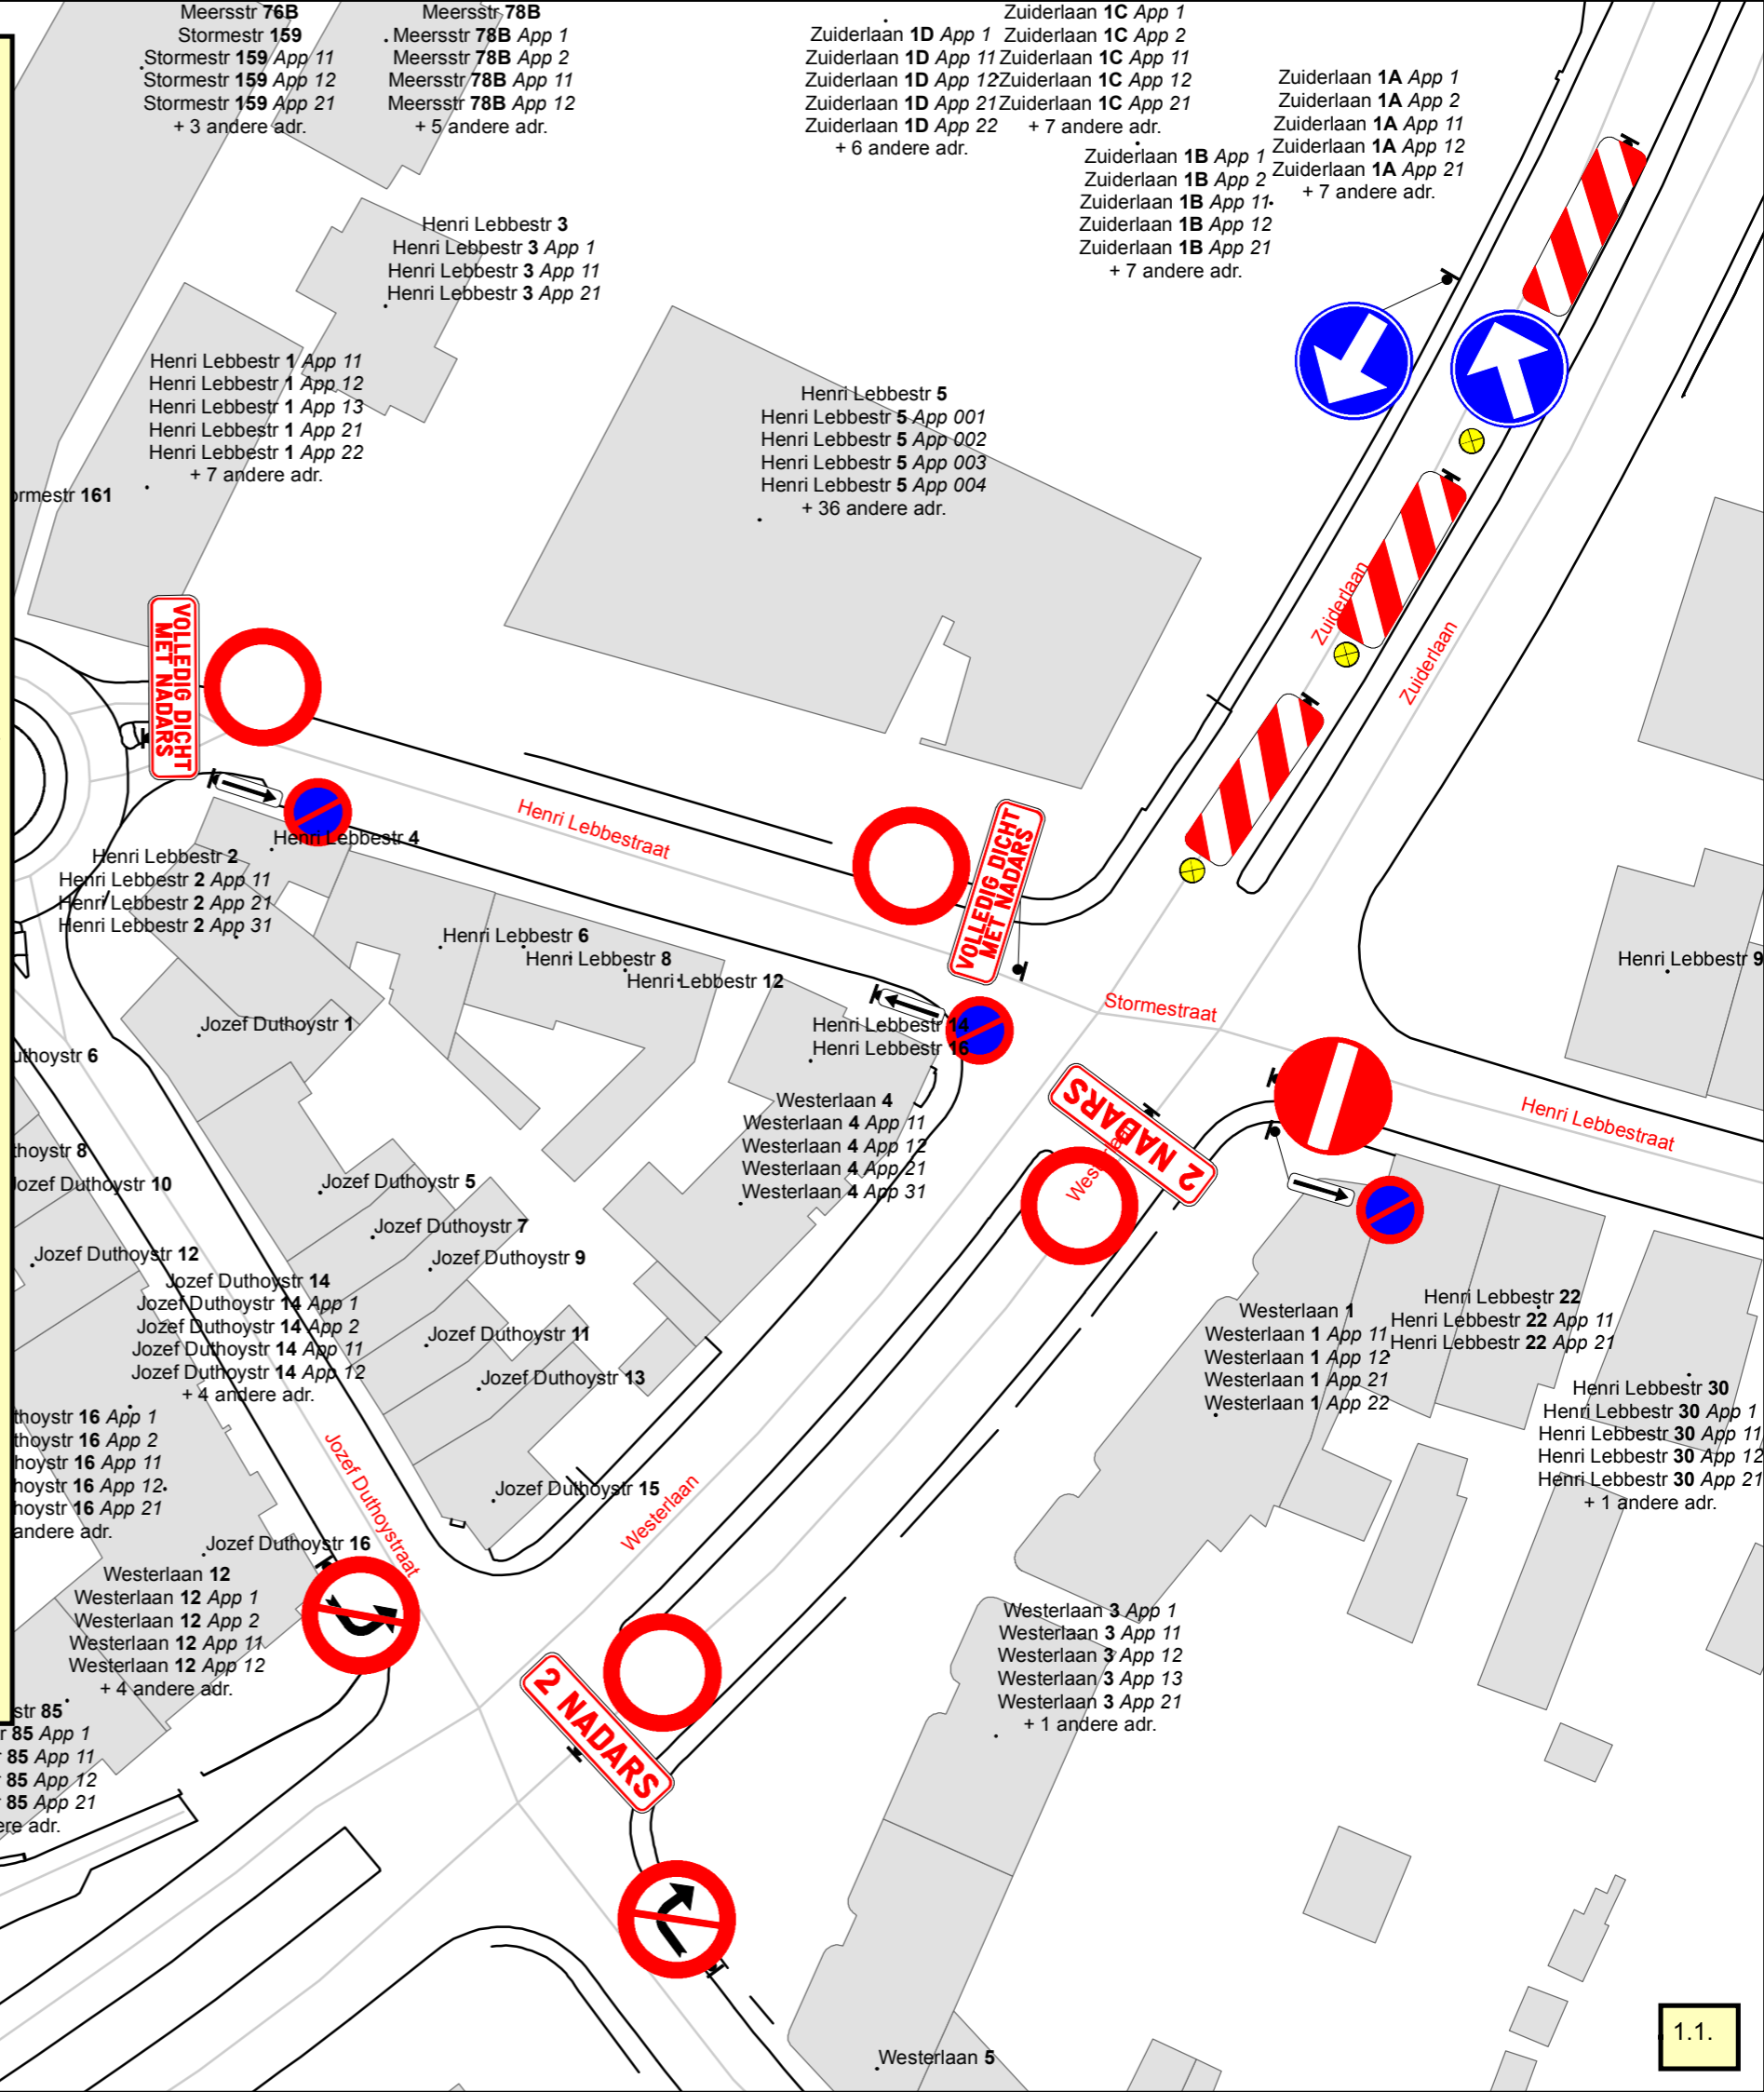 Meersstr 76B
Stormestr 159
Stormestr 159 App 11
Stormestr 159 App 12
Stormestr 159 App 21
+ 3 andere adr.
Meersstr 78B
Meersstr 78B App 1
Meersstr 78B App 2
Meersstr 78B App 11
Meersstr 78B App 12
+ 5 andere adr.
Zuiderlaan 1D App 1
Zuiderlaan 1D App 11
Zuiderlaan 1D App 12
Zuiderlaan 1D App 21
Zuiderlaan 1D App 22
+ 6 andere adr.
Zuiderlaan 1C App 1
Zuiderlaan 1C App 2
Zuiderlaan 1C App 11
Zuiderlaan 1C App 12
Zuiderlaan 1C App 21
+ 7 andere adr.
Zuiderlaan 1B App 1
Zuiderlaan 1B App 2
Zuiderlaan 1B App 11
Zuiderlaan 1B App 12
Zuiderlaan 1B App 21
+ 7 andere adr.
Zuiderlaan 1A App 1
Zuiderlaan 1A App 2
Zuiderlaan 1A App 11
Zuiderlaan 1A App 12
Zuiderlaan 1A App 21
+ 7 andere adr.
Henri Lebbestr 3
Henri Lebbestr 3 App 1
Henri Lebbestr 3 App 11
Henri Lebbestr 3 App 21
Henri Lebbestr 1 App 11
Henri Lebbestr 1 App 12
Henri Lebbestr 1 App 13
Henri Lebbestr 1 App 21
Henri Lebbestr 1 App 22
+ 7 andere adr.
Henri Lebbestr 5
Henri Lebbestr 5 App 001
Henri Lebbestr 5 App 002
Henri Lebbestr 5 App 003
Henri Lebbestr 5 App 004
+ 36 andere adr.
ormestr 161
Zuiderlaan
Zuiderlaan
VOLLEDIG DICHT
MET NADARS
Henri Lebbestraat
VOLLEDIG DICHT
MET NADARS
Henri Lebbestr 4
Henri Lebbestr 2
Henri Lebbestr 2 App 11
Henri Lebbestr 2 App 21
Henri Lebbestr 2 App 31
Henri Lebbestr 6
Henri Lebbestr 8
Henri Lebbestr 12
Henri Lebbestr 9
Stormestraat
Henri Lebbestr 14
Henri Lebbestr 16
Jozef Duthoystr 1
uthoystr 6
Westerlaan 4
Westerlaan 4 App 11
Westerlaan 4 App 12
Westerlaan 4 App 21
Westerlaan 4 App 31
2 NADARS
Henri Lebbestraat
thoystr 8
Jozef Duthoystr 10
Jozef Duthoystr 5
Jozef Duthoystr 7
Jozef Duthoystr 9
Jozef Duthoystr 12
Jozef Duthoystr 14
Jozef Duthoystr 14 App 1
Jozef Duthoystr 14 App 2
Jozef Duthoystr 14 App 11
Jozef Duthoystr 14 App 12
+ 4 andere adr.
Jozef Duthoystr 11
Jozef Duthoystr 13
Westerlaan 1
Westerlaan 1 App 11
Westerlaan 1 App 12
Westerlaan 1 App 21
Westerlaan 1 App 22
Henri Lebbestr 22
Henri Lebbestr 22 App 11
Henri Lebbestr 22 App 21
Henri Lebbestr 30
Henri Lebbestr 30 App 1
Henri Lebbestr 30 App 11
Henri Lebbestr 30 App 12
Henri Lebbestr 30 App 21
+ 1 andere adr.
thoystr 16 App 1
thoystr 16 App 2
hoystr 16 App 11
hoystr 16 App 12
hoystr 16 App 21
andere adr.
Jozef Duthoystraat
Jozef Duthoystr 15
Westerlaan
Jozef Duthoystr 16
Westerlaan 12
Westerlaan 12 App 1
Westerlaan 12 App 2
Westerlaan 12 App 11
Westerlaan 12 App 12
+ 4 andere adr.
Westerlaan 3 App 1
Westerlaan 3 App 11
Westerlaan 3 App 12
Westerlaan 3 App 13
Westerlaan 3 App 21
+ 1 andere adr.
2 NADARS
str 85
r 85 App 1
85 App 11
85 App 12
85 App 21
ere adr.
Westerlaan 5
1.1.